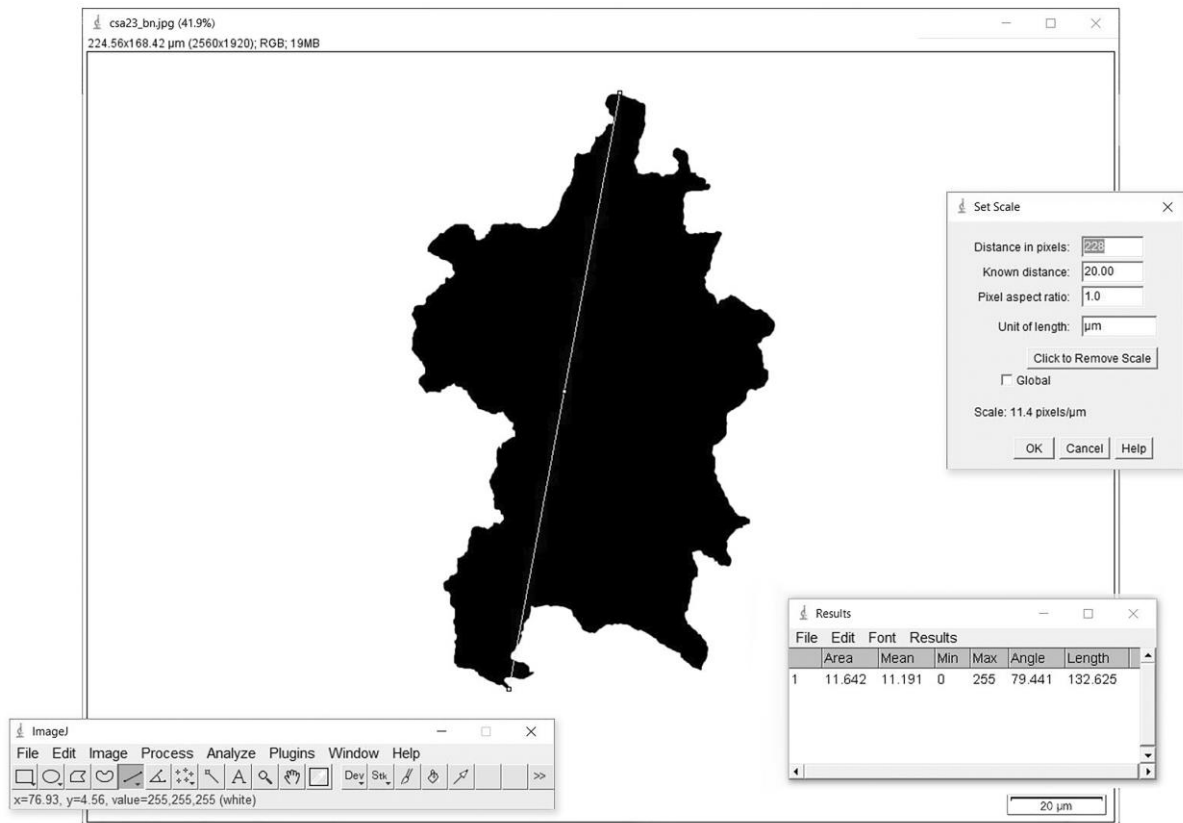 csa23_bn.jpg (41.9%)
224.56x168.42 µm (2560x1920); RGB; 19MB
Set Scale
Distance in pixels: 228
Known distance: 20.00
Pixel aspect ratio: 1.0
Unit of length: µm
Click to Remove Scale
Global
Scale: 11.4 pixels/µm
OK Cancel Help
Results
File Edit Font Results
Area Mean Min Max Angle Length
1 11.642 11.191 0 255 79.441 132.625
ImageJ
File Edit Image Process Analyze Plugins Window Help
A Dev Stk >>
x=76.93, y=4.56, value=255,255,255 (white)
20 µm